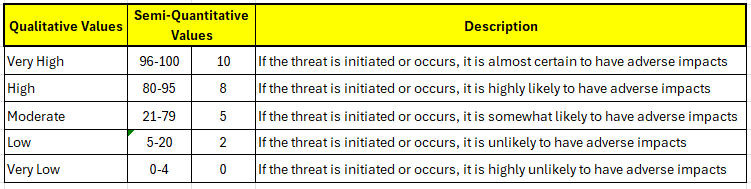 Qualitative Values Semi-Quantitative Values Description
Very High 96-100 10 If the threat is initiated or occurs, it is almost certain to have adverse impacts
High 80-95 8 If the threat is initiated or occurs, it is highly likely to have adverse impacts
Moderate 21-79 5 If the threat is initiated or occurs, it is somewhat likely to have adverse impacts
Low 5-20 2 If the threat is initiated or occurs, it is unlikely to have adverse impacts
Very Low 0-4 0 If the threat is initiated or occurs, it is highly unlikely to have adverse impacts